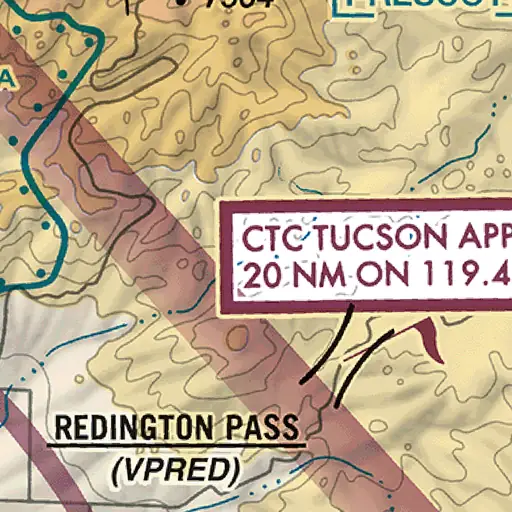 A
CTC TUCSON APP
20 NM ON 119.4
REDINGTON PASS
(VPRED)